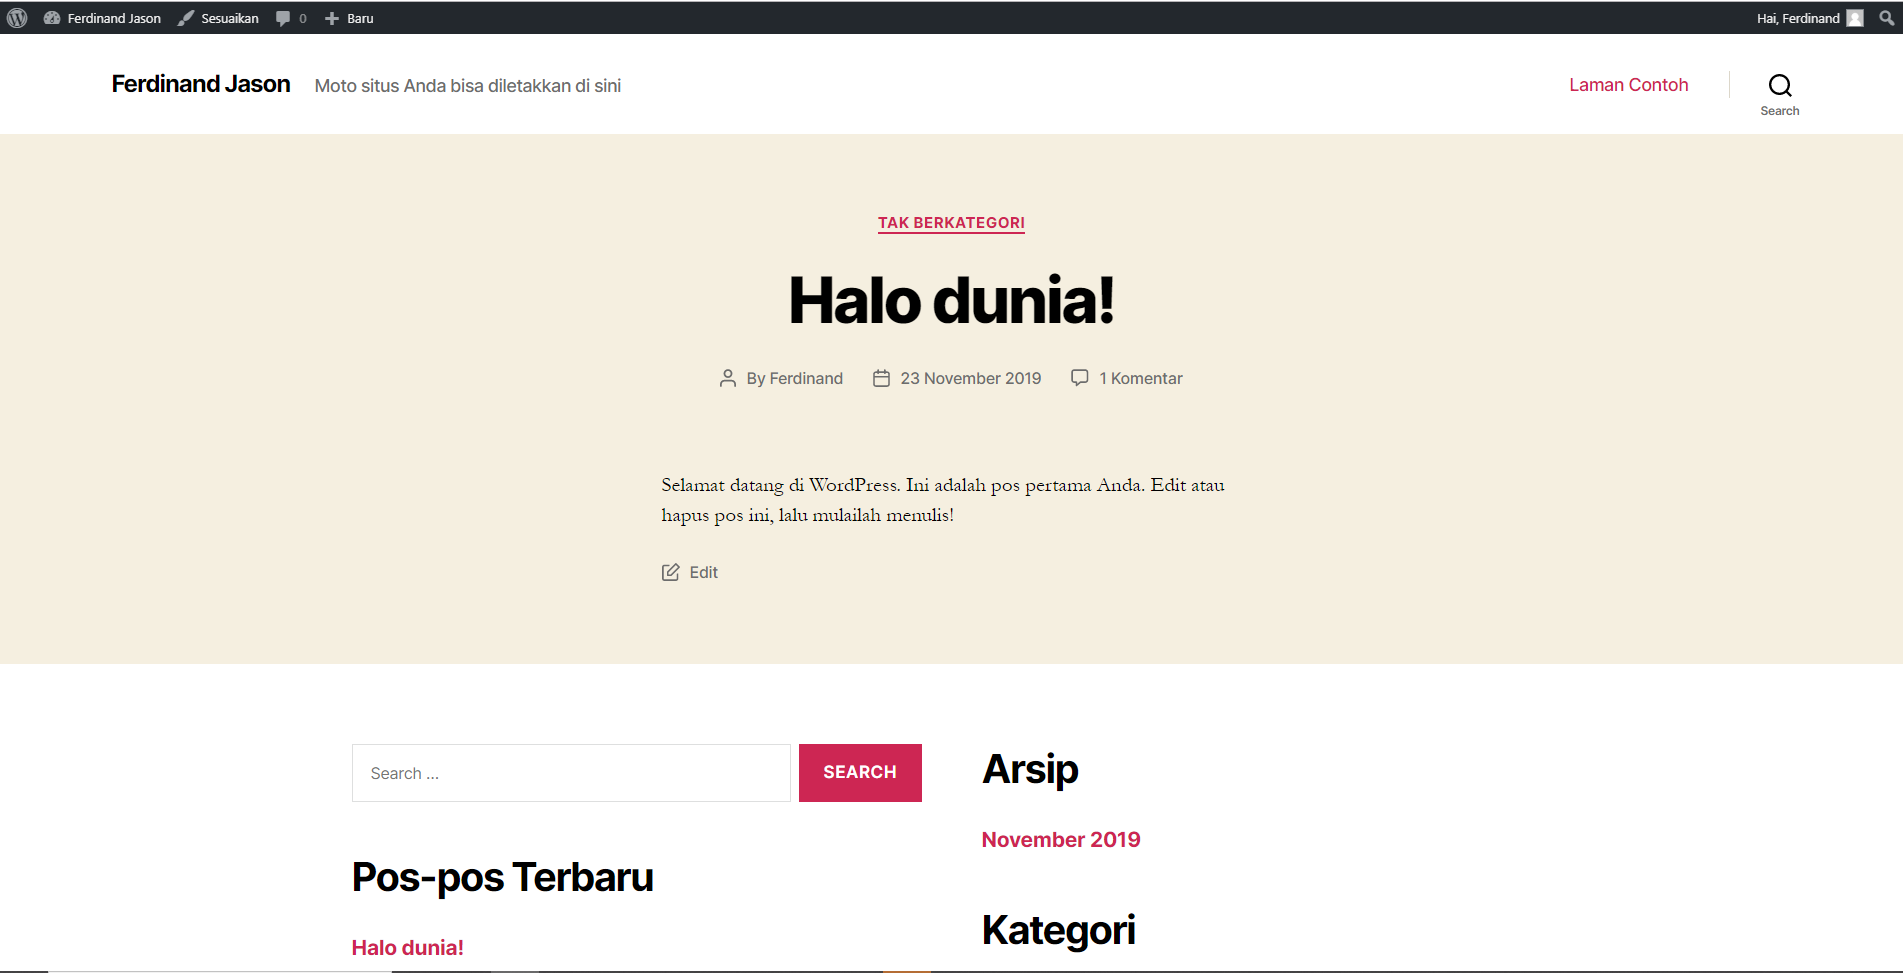 Ferdinand Jason Sesuaikan 0 Baru Hai, Ferdinand
Ferdinand Jason Moto situs Anda bisa diletakkan di sini Laman Contoh
Search
TAK BERKATEGORI
Halo dunia!
By Ferdinand 23 November 2019 1 Komentar
Selamat datang di WordPress. Ini adalah pos pertama Anda. Edit atau
hapus pos ini, lalu mulailah menulis!
Edit
Search …
SEARCH
Pos-pos Terbaru
Halo dunia!
Arsip
November 2019
Kategori